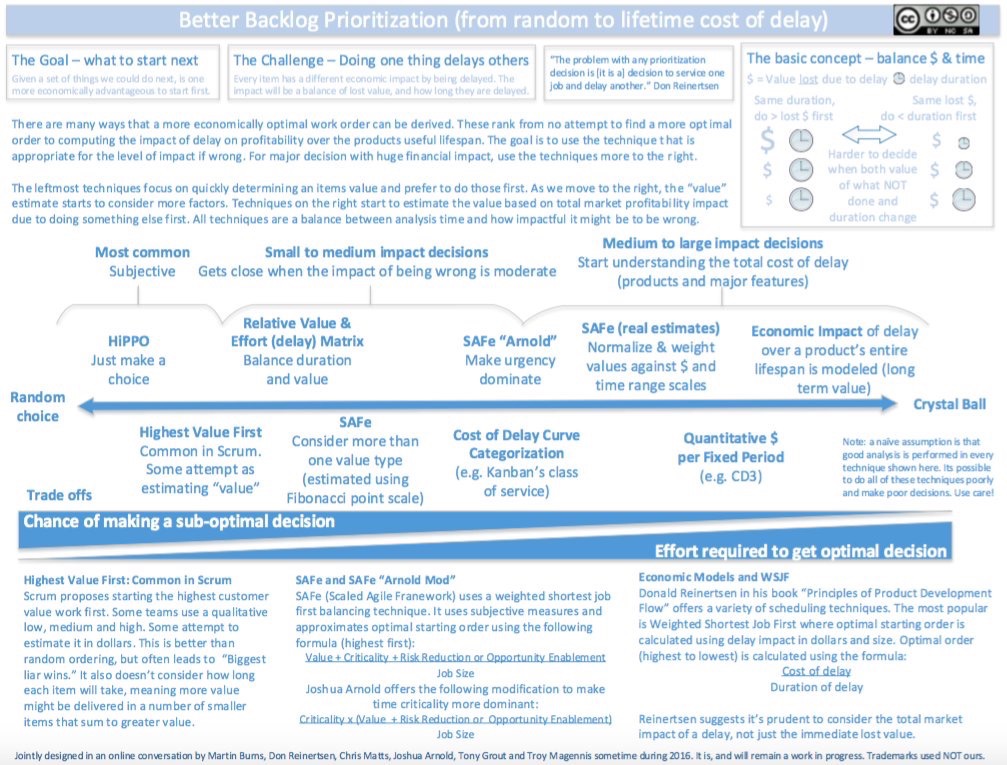 Better Backlog Prioritization (from random to lifetime cost of delay)
cc
BY NC SA
The Goal – what to start next
Given a set of things we could do next, is one
more economically advantageous to start first.
The Challenge – Doing one thing delays others
Every item has a different economic impact by being delayed. The
impact will be a balance of lost value, and how long they are delayed.
"The problem with any prioritization
decision is [it is a] decision to service one
job and delay another." Don Reinertsen
The basic concept – balance $ & time
$ = Value lost due to delay delay duration
Same duration,
do > lost $ first
Same lost $,
do < duration first
$
$
$
Harder to decide
when both value
of what NOT
done and
duration change
$
$
$
There are many ways that a more economically optimal work order can be derived. These rank from no attempt to find a more optimal
order to computing the impact of delay on profitability over the products useful lifespan. The goal is to use the technique that is
appropriate for the level of impact if wrong. For major decision with huge financial impact, use the techniques more to the right.
The leftmost techniques focus on quickly determining an items value and prefer to do those first. As we move to the right, the "value"
estimate starts to consider more factors. Techniques on the right start to estimate the value based on total market profitability impact
due to doing something else first. All techniques are a balance between analysis time and how impactful it might be to be wrong.
Most common
Subjective
Small to medium impact decisions
Gets close when the impact of being wrong is moderate
Medium to large impact decisions
Start understanding the total cost of delay
(products and major features)
HiPPO
Just make a
choice
Relative Value &
Effort (delay) Matrix
Balance duration
and value
SAFe "Arnold"
Make urgency
dominate
SAFe (real estimates)
Normalize & weight
values against $ and
time range scales
Economic Impact of delay
over a product's entire
lifespan is modeled (long
term value)
Random
choice
Crystal Ball
Highest Value First
Common in Scrum.
Some attempt as
estimating "value"
SAFe
Consider more than
one value type
(estimated using
Fibonacci point scale)
Cost of Delay Curve
Categorization
(e.g. Kanban's class
of service)
Quantitative $
per Fixed Period
(e.g. CD3)
Note: a naïve assumption is that
good analysis is performed in every
technique shown here. Its possible
to do all of these techniques poorly
and make poor decisions. Use care!
Trade offs
Chance of making a sub-optimal decision
Effort required to get optimal decision
Highest Value First: Common in Scrum
Scrum proposes starting the highest customer
value work first. Some teams use a qualitative
low, medium and high. Some attempt to
estimate it in dollars. This is better than
random ordering, but often leads to "Biggest
liar wins." It also doesn't consider how long
each item will take, meaning more value
might be delivered in a number of smaller
items that sum to greater value.
SAFe and SAFe "Arnold Mod"
SAFe (Scaled Agile Franework) uses a weighted shortest job
first balancing technique. It uses subjective measures and
approximates optimal starting order using the following
formula (highest first):
Value + Criticality + Risk Reduction or Opportunity Enablement
Job Size
Joshua Arnold offers the following modification to make
time criticality more dominant:
Criticality x (Value + Risk Reduction or Opportunity Enablement)
Job Size
Economic Models and WSJF
Donald Reinertsen in his book "Principles of Product Development
Flow" offers a variety of scheduling techniques. The most popular
is Weighted Shortest Job First where optimal starting order is
calculated using delay impact in dollars and size. Optimal order
(highest to lowest) is calculated using the formula:
Cost of delay
Duration of delay
Reinertsen suggests it's prudent to consider the total market
impact of a delay, not just the immediate lost value.
Jointly designed in an online conversation by Martin Burns, Don Reinertsen, Chris Matts, Joshua Arnold, Tony Grout and Troy Magennis sometime during 2016. it is, and will remain a work in progress. Trademarks used NOT ours.